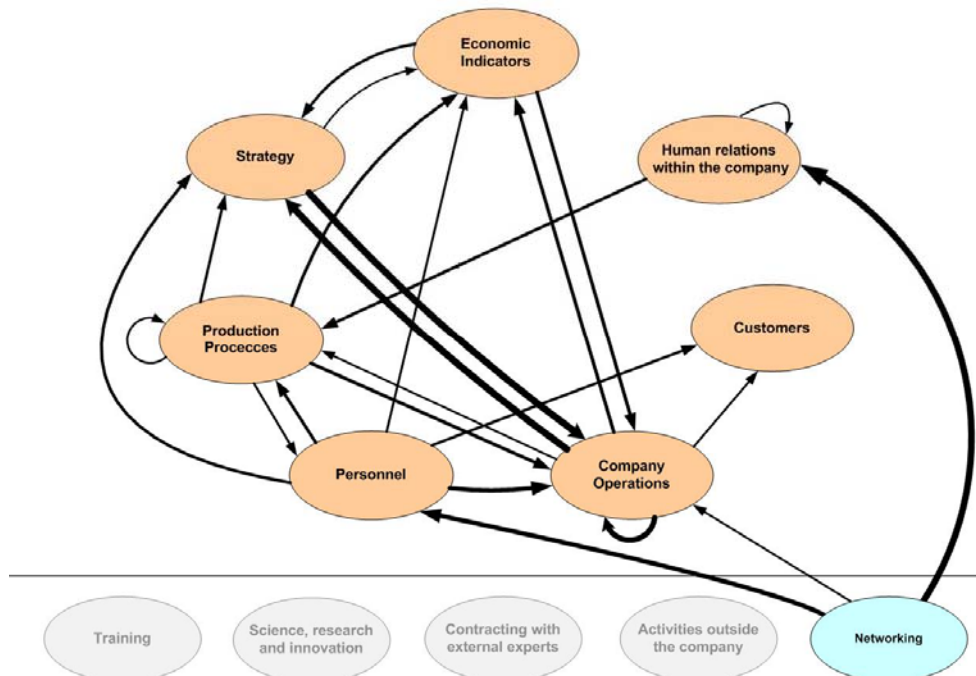 Economic
Indicators
Strategy
Human relations
within the company
Production
Procecces
Customers
Personnel
Company
Operations
Training
Science, research
and innovation
Contracting with
external experts
Activities outside
the company
Networking